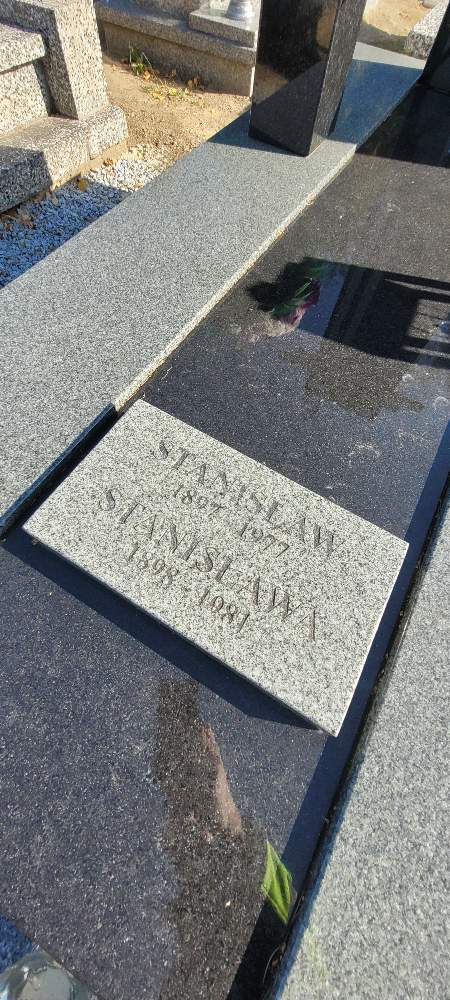 STANISŁAW
1897 - 1977
STANISŁAWA
1898 - 1981